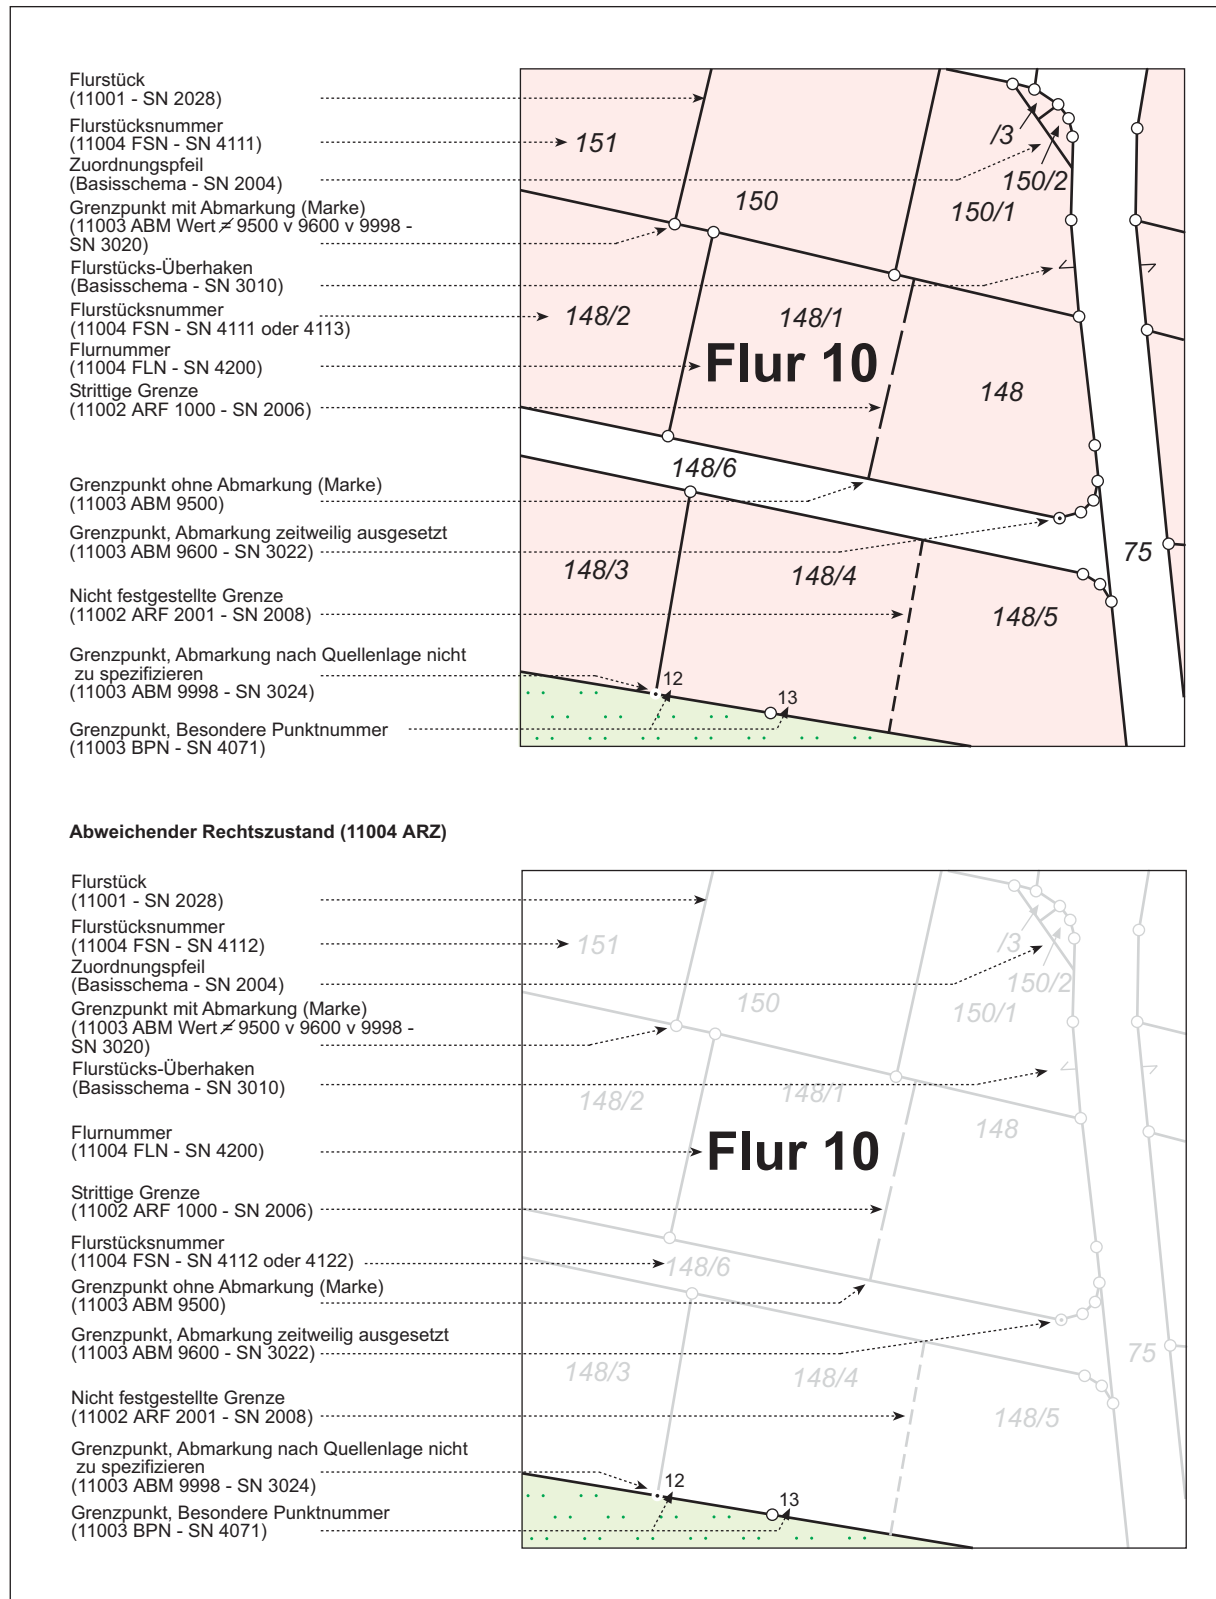 Flurstück
(11001 - SN 2028)
Flurstücksnummer
(11004 FSN - SN 4111)
Zuordnungspfeil
(Basisschema - SN 2004)
Grenzpunkt mit Abmarkung (Marke)
(11003 ABM Wert ≠ 9500 v 9600 v 9998 -
SN 3020)
Flurstücks-Überhaken
(Basisschema - SN 3010)
Flurstücksnummer
(11004 FSN - SN 4111 oder 4113)
Flurnummer
(11004 FLN - SN 4200)
Strittige Grenze
(11002 ARF 1000 - SN 2006)
Grenzpunkt ohne Abmarkung (Marke)
(11003 ABM 9500)
Grenzpunkt, Abmarkung zeitweilig ausgesetzt
(11003 ABM 9600 - SN 3022)
Nicht festgestellte Grenze
(11002 ARF 2001 - SN 2008)
Grenzpunkt, Abmarkung nach Quellenlage nicht
zu spezifizieren
(11003 ABM 9998 - SN 3024)
Grenzpunkt, Besondere Punktnummer
(11003 BPN - SN 4071)
151
/3
150/2
150
150/1
148/2
148/1
Flur 10
148
148/6
75
148/3
148/4
148/5
12
13
Abweichender Rechtszustand (11004 ARZ)
Flurstück
(11001 - SN 2028)
Flurstücksnummer
(11004 FSN - SN 4112)
Zuordnungspfeil
(Basisschema - SN 2004)
Grenzpunkt mit Abmarkung (Marke)
(11003 ABM Wert ≠ 9500 v 9600 v 9998 -
SN 3020)
Flurstücks-Überhaken
(Basisschema - SN 3010)
Flurnummer
(11004 FLN - SN 4200)
Strittige Grenze
(11002 ARF 1000 - SN 2006)
Flurstücksnummer
(11004 FSN - SN 4112 oder 4122)
Grenzpunkt ohne Abmarkung (Marke)
(11003 ABM 9500)
Grenzpunkt, Abmarkung zeitweilig ausgesetzt
(11003 ABM 9600 - SN 3022)
Nicht festgestellte Grenze
(11002 ARF 2001 - SN 2008)
Grenzpunkt, Abmarkung nach Quellenlage nicht
zu spezifizieren
(11003 ABM 9998 - SN 3024)
Grenzpunkt, Besondere Punktnummer
(11003 BPN - SN 4071)
151
/3
150/2
150
150/1
148/2
148/1
148
Flur 10
148/6
75
148/3
148/4
148/5
12
13